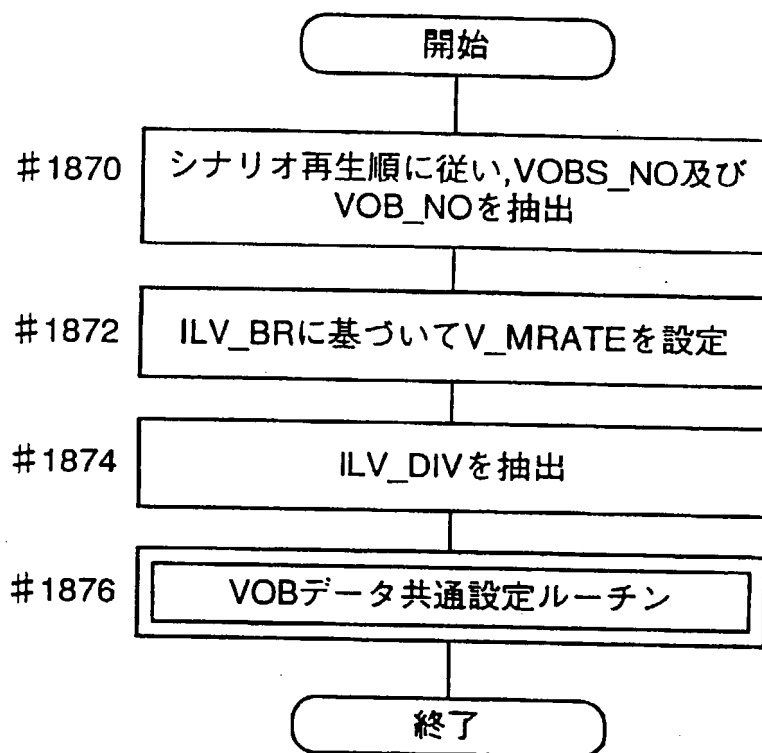 開始
#1870
シナリオ再生順に従い,VOBS_NO及び
VOB_NOを抽出
#1872
ILV_BRに基づいてV_MRATEを設定
#1874
ILV_DIVを抽出
#1876
VOBデータ共通設定ルーチン
終了